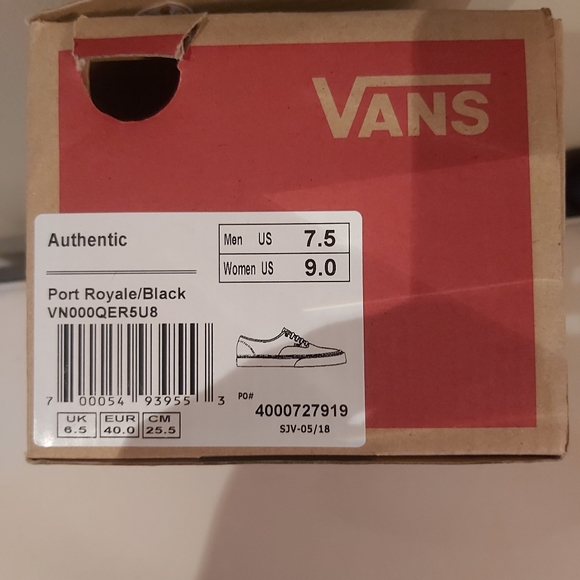 VANS
Authentic
Men US 7.5
Women US 9.0
Port Royale/Black
VN000QER5U8
7 00054 93955 3
PO# 4000727919
SJV-05/18
UK EUR CM
6.5 40.0 25.5